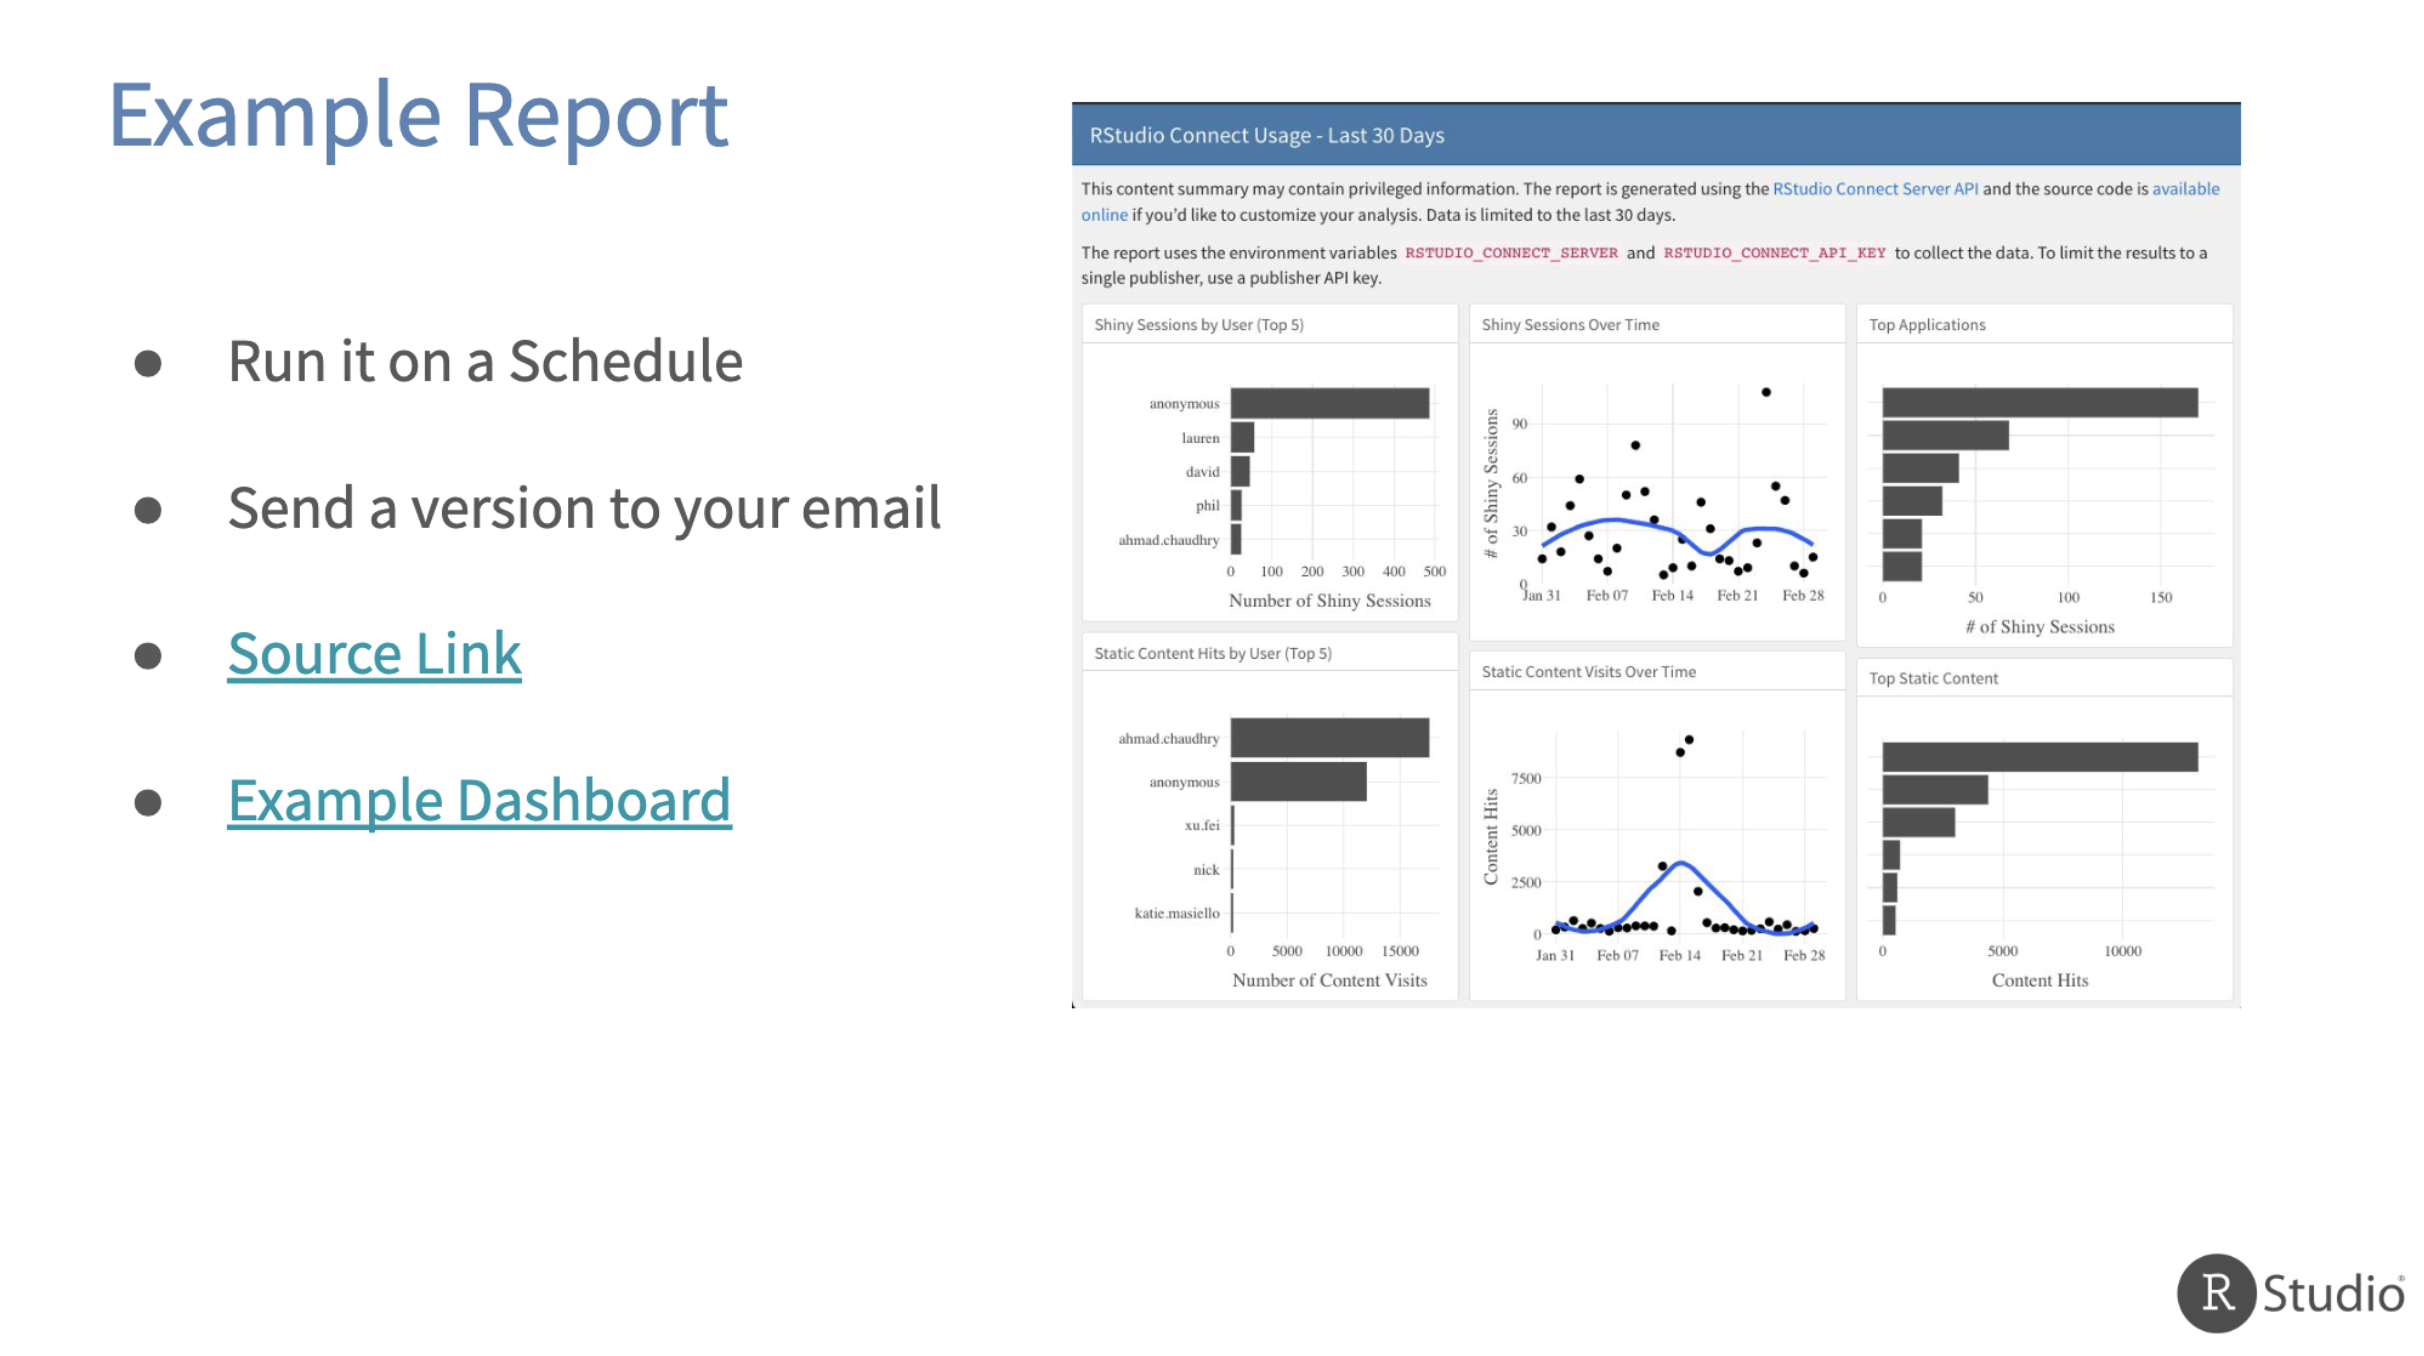 Example Report
● Run it on a Schedule
● Send a version to your email
● Source Link
● Example Dashboard
RStudio Connect Usage - Last 30 Days
This content summary may contain privileged information. The report is generated using the RStudio Connect Server API and the source code is available
online if you'd like to customize your analysis. Data is limited to the last 30 days.
The report uses the environment variables RSTUDIO_CONNECT_SERVER and RSTUDIO_CONNECT_API_KEY to collect the data. To limit the results to a
single publisher, use a publisher API key.
Shiny Sessions by User (Top 5)
anonymous
lauren
david
phil
ahmad.chaudhry
0 100 200 300 400 500
Number of Shiny Sessions
Shiny Sessions Over Time
# of Shiny Sessions
90
60
30
0
Jan 31 Feb 07 Feb 14 Feb 21 Feb 28
Top Applications
0 50 100 150
# of Shiny Sessions
Static Content Hits by User (Top 5)
ahmad.chaudhry
anonymous
xu.fei
nick
katie.masiello
0 5000 10000 15000
Number of Content Visits
Static Content Visits Over Time
Content Hits
7500
5000
2500
0
Jan 31 Feb 07 Feb 14 Feb 21 Feb 28
Top Static Content
0 5000 10000
Content Hits
R Studio®